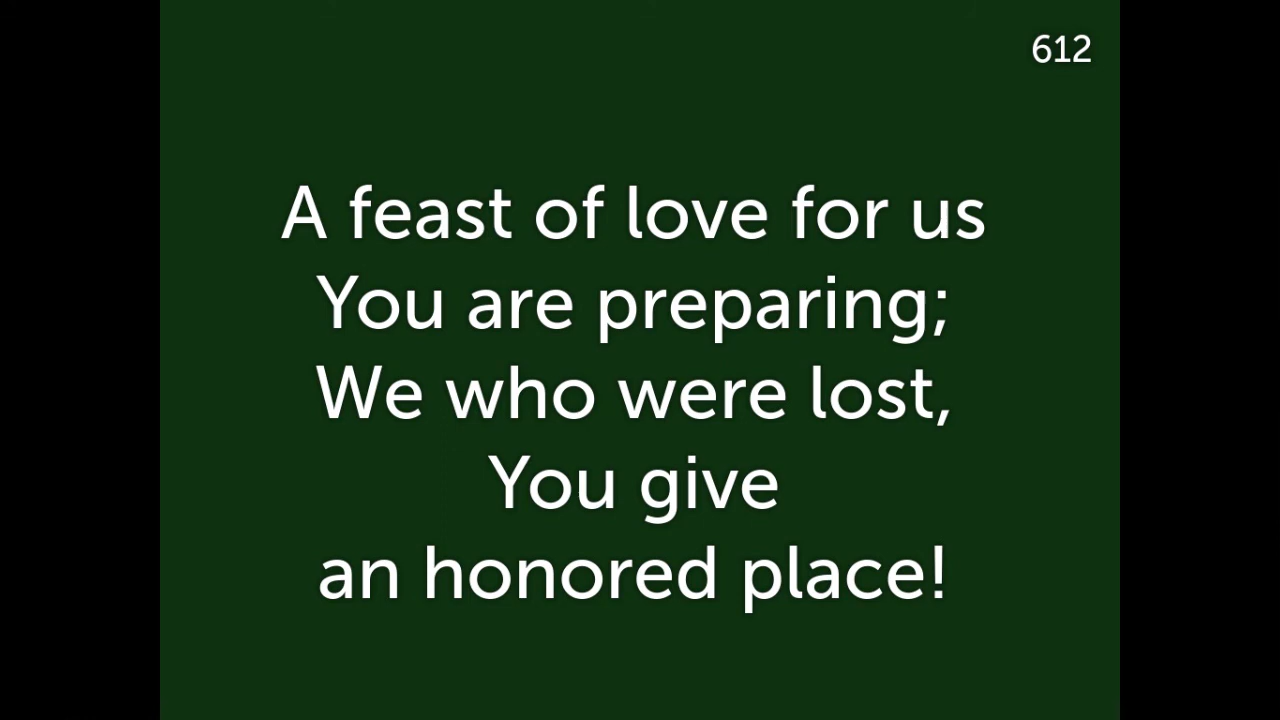 612
A feast of love for us
You are preparing;
We who were lost,
You give
an honored place!